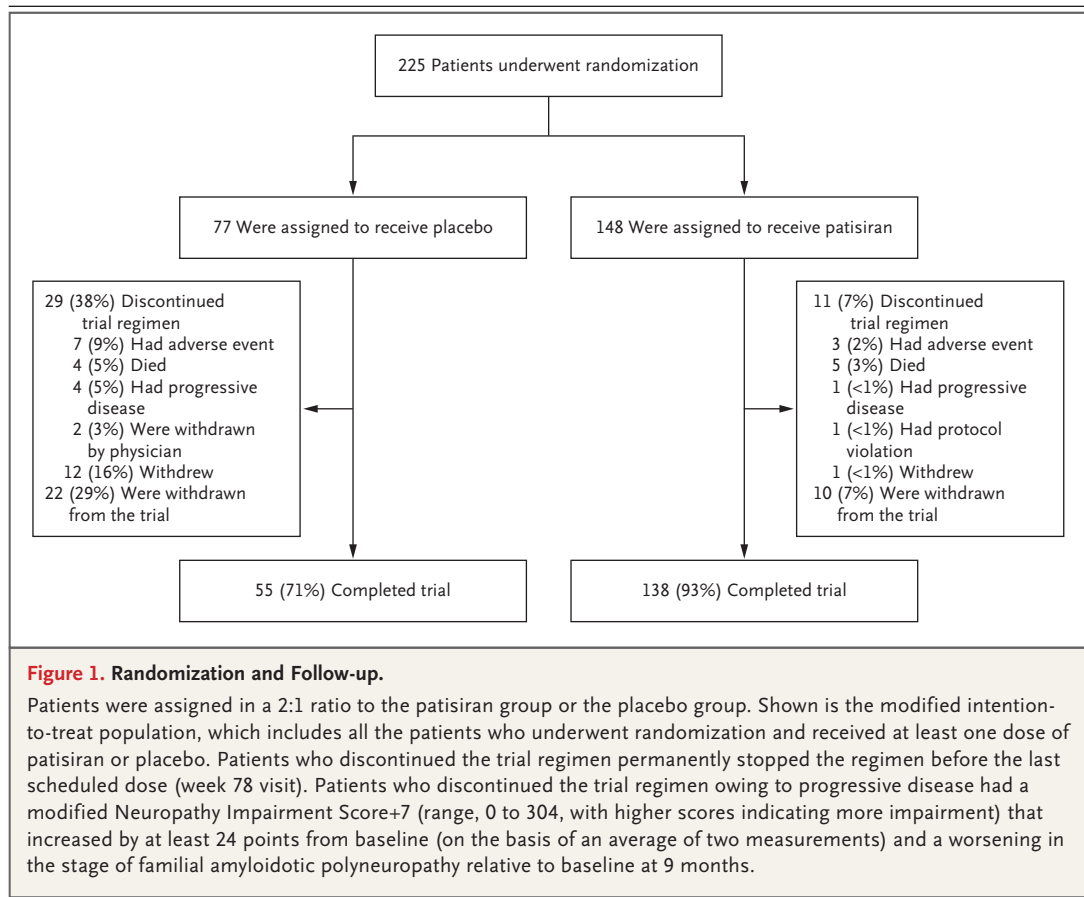 225 Patients underwent randomization
77 Were assigned to receive placebo
148 Were assigned to receive patisiran
29 (38%) Discontinued
trial regimen
7 (9%) Had adverse event
4 (5%) Died
4 (5%) Had progressive
disease
2 (3%) Were withdrawn
by physician
12 (16%) Withdrew
22 (29%) Were withdrawn
from the trial
11 (7%) Discontinued
trial regimen
3 (2%) Had adverse event
5 (3%) Died
1 (<1%) Had progressive
disease
1 (<1%) Had protocol
violation
1 (<1%) Withdrew
10 (7%) Were withdrawn
from the trial
55 (71%) Completed trial
138 (93%) Completed trial
Figure 1. Randomization and Follow-up.
Patients were assigned in a 2:1 ratio to the patisiran group or the placebo group. Shown is the modified intention-
to-treat population, which includes all the patients who underwent randomization and received at least one dose of
patisiran or placebo. Patients who discontinued the trial regimen permanently stopped the regimen before the last
scheduled dose (week 78 visit). Patients who discontinued the trial regimen owing to progressive disease had a
modified Neuropathy Impairment Score+7 (range, 0 to 304, with higher scores indicating more impairment) that
increased by at least 24 points from baseline (on the basis of an average of two measurements) and a worsening in
the stage of familial amyloidotic polyneuropathy relative to baseline at 9 months.